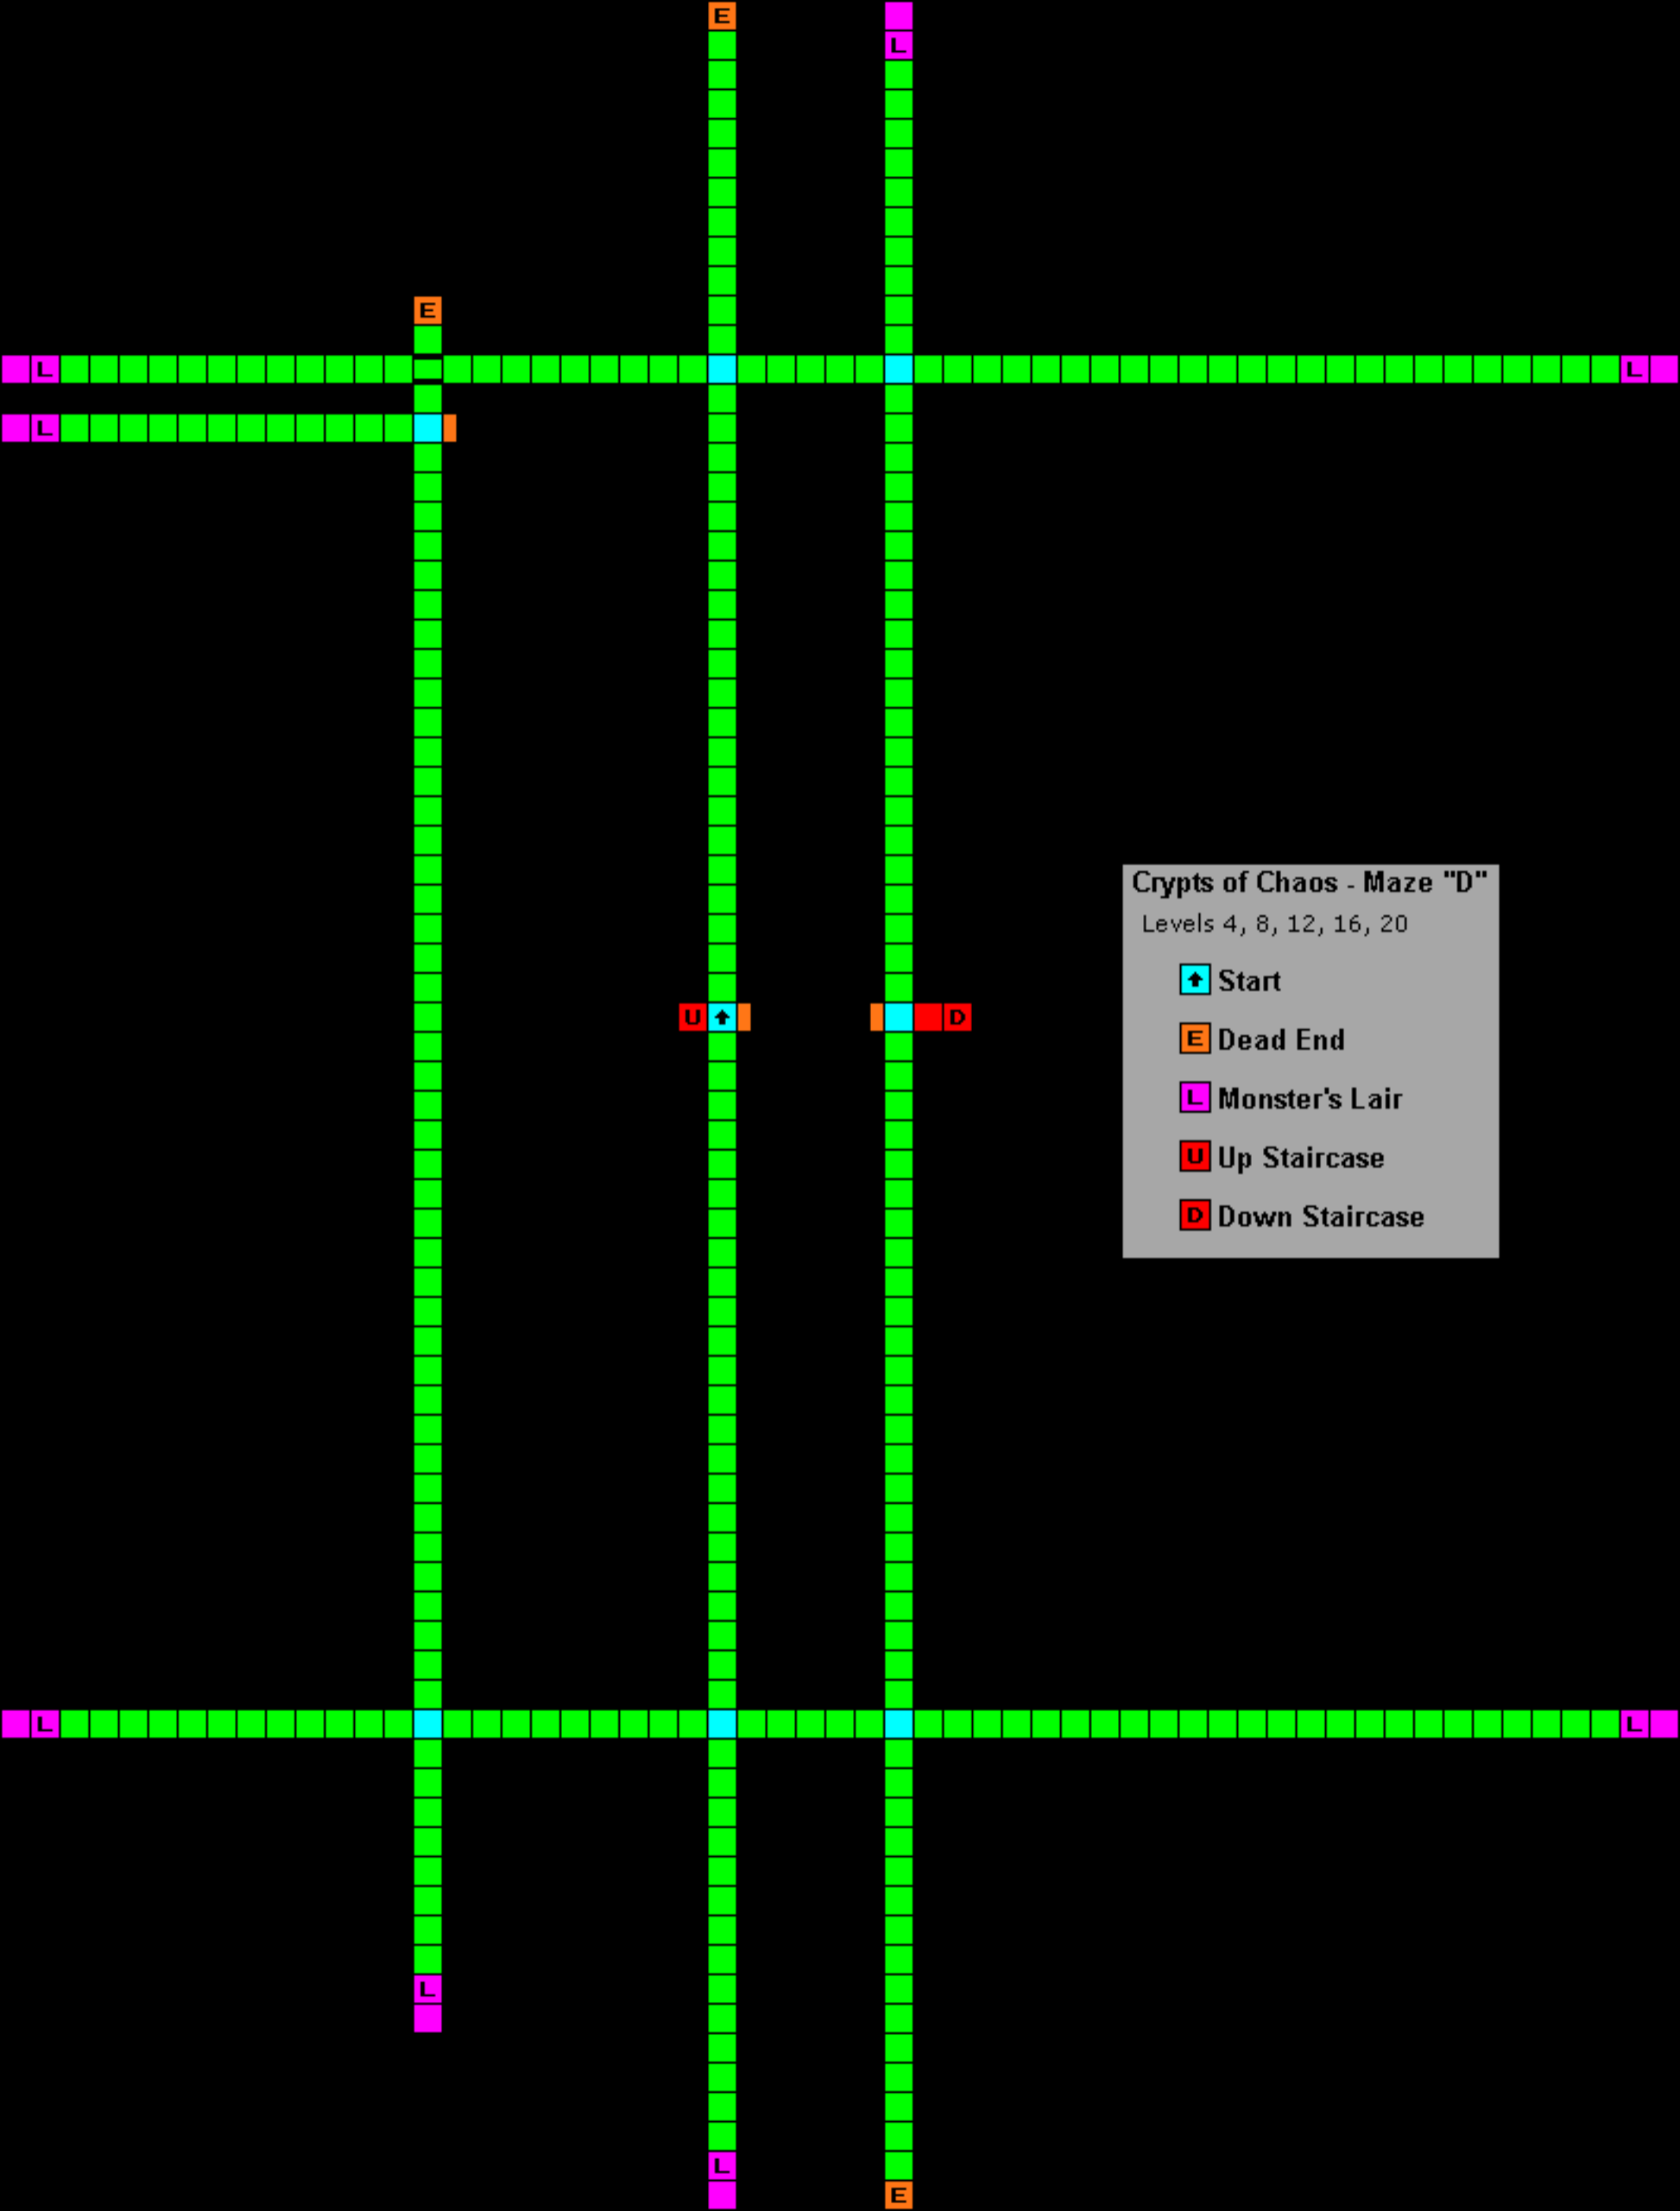 E
L
E
L L
L
U D
Crypts of Chaos - Maze "D"
Levels 4, 8, 12, 16, 20
Start
E Dead End
L Monster's Lair
U Up Staircase
D Down Staircase
L L
L
L
E